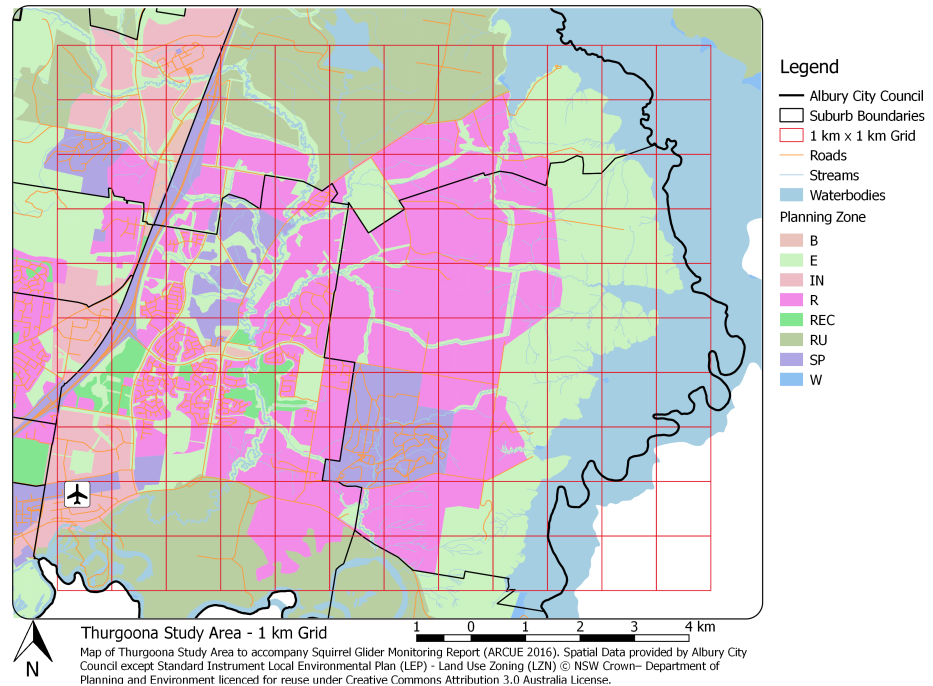 Legend
Albury City Council
Suburb Boundaries
1 km x 1 km Grid
Roads
Streams
Waterbodies
Planning Zone
B
E
IN
R
REC
RU
SP
W
N
Thurgoona Study Area - 1 km Grid
1 0 1 2 3 4 km
Map of Thurgoona Study Area to accompany Squirrel Glider Monitoring Report (ARCUE 2016). Spatial Data provided by Albury City
Council except Standard Instrument Local Environmental Plan (LEP) - Land Use Zoning (LZN) © NSW Crown– Department of
Planning and Environment licenced for reuse under Creative Commons Attribution 3.0 Australia License.